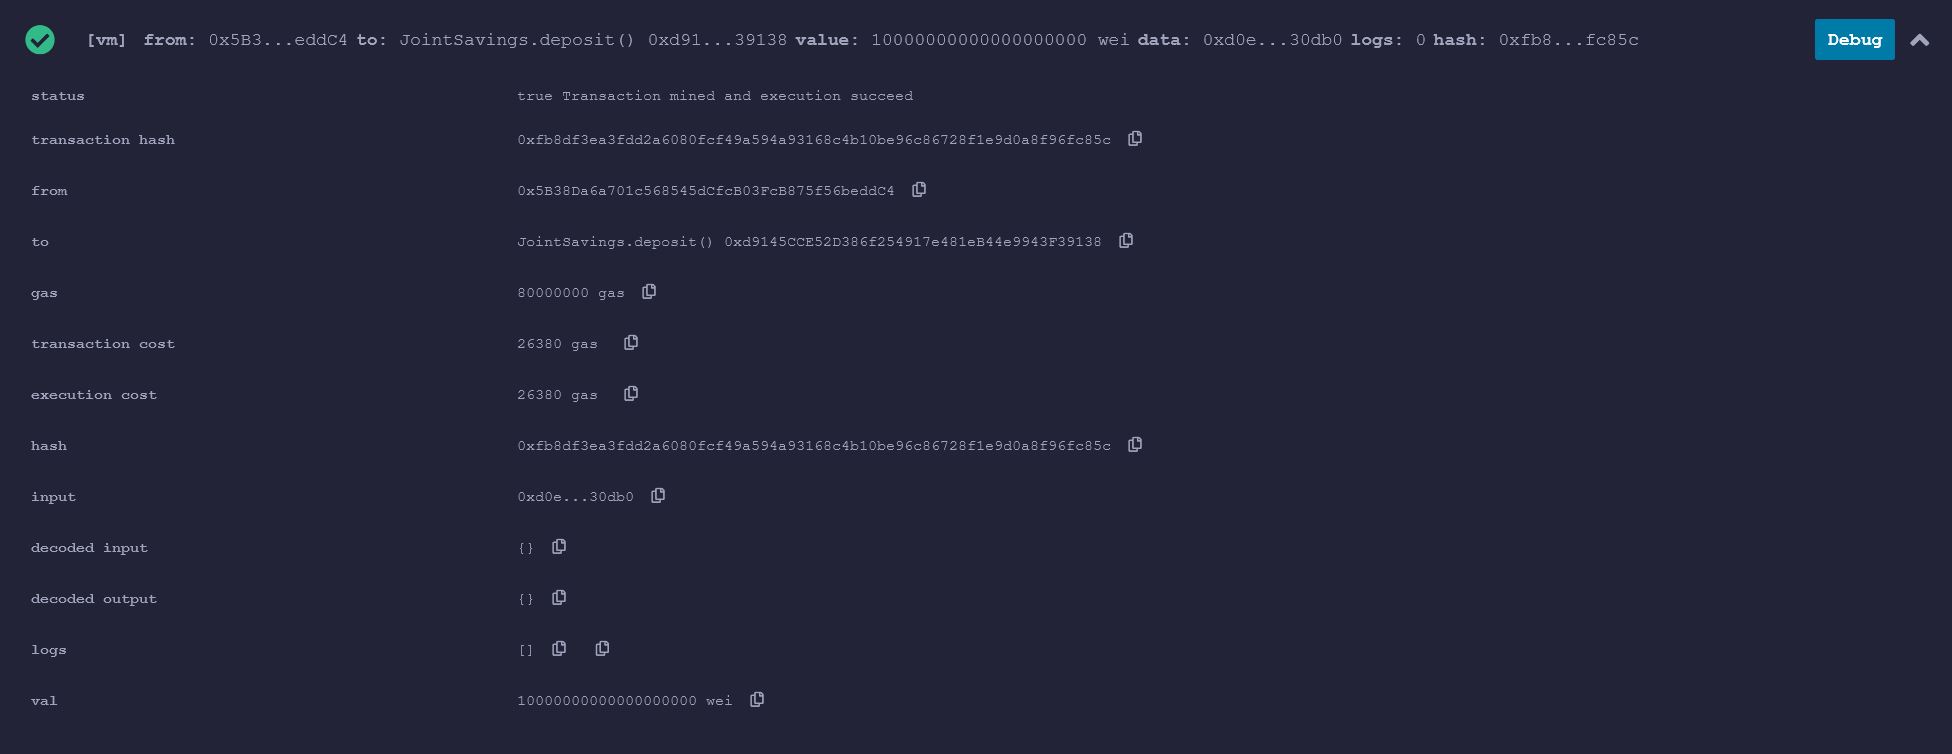 [vm] from: 0x5B3...eddC4 to: JointSavings.deposit() 0xd91...39138 value: 10000000000000000000 wei data: 0xd0e...30db0 logs: 0 hash: 0xfb8...fc85c Debug
status true Transaction mined and execution succeed
transaction hash 0xfb8df3ea3fdd2a6080fcf49a594a93168c4b10be96c86728f1e9d0a8f96fc85c
from 0x5B38Da6a701c568545dCfcB03FcB875f56beddC4
to JointSavings.deposit() 0xd9145CCE52D386f254917e481eB44e9943F39138
gas 80000000 gas
transaction cost 26380 gas
execution cost 26380 gas
hash 0xfb8df3ea3fdd2a6080fcf49a594a93168c4b10be96c86728f1e9d0a8f96fc85c
input 0xd0e...30db0
decoded input {}
decoded output {}
logs []
val 10000000000000000000 wei